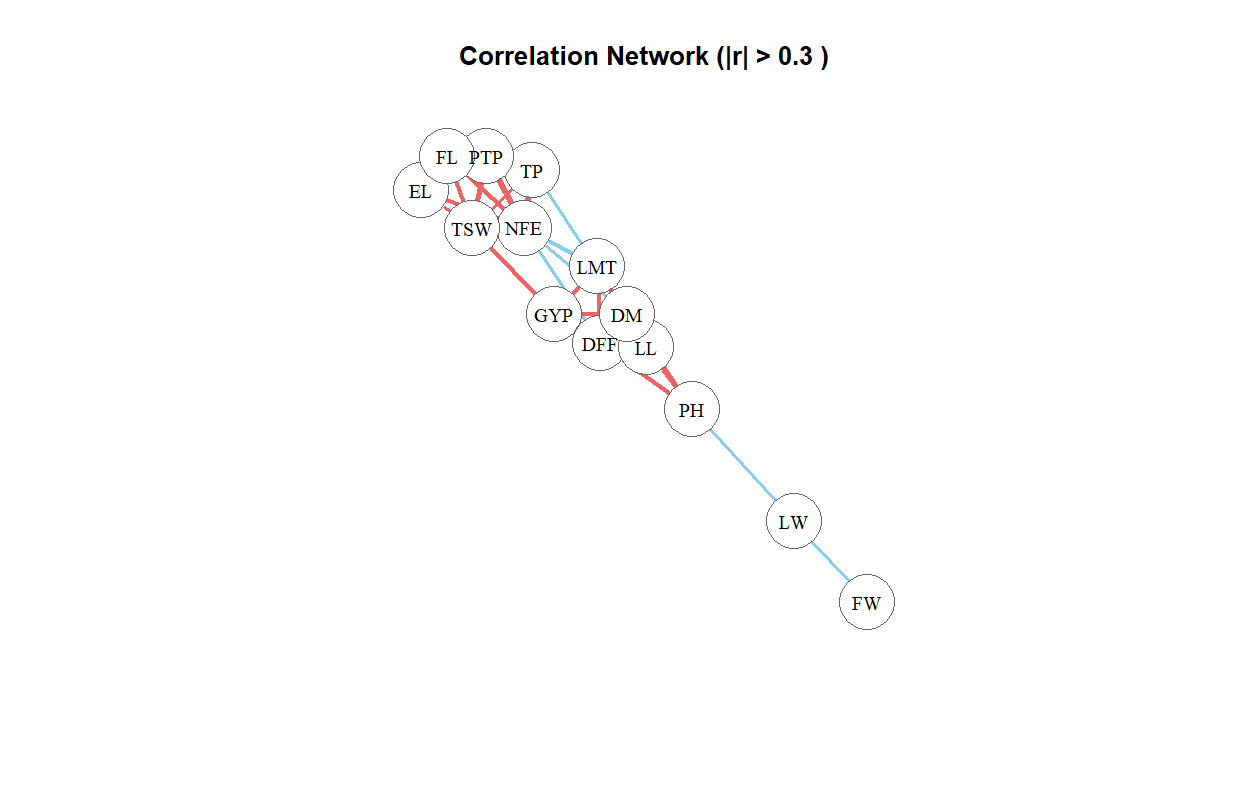 Correlation Network (|r| > 0.3 )
FL
PTP
TP
EL
TSW
NFE
LMT
GYP
DM
DFF
LL
PH
LW
FW